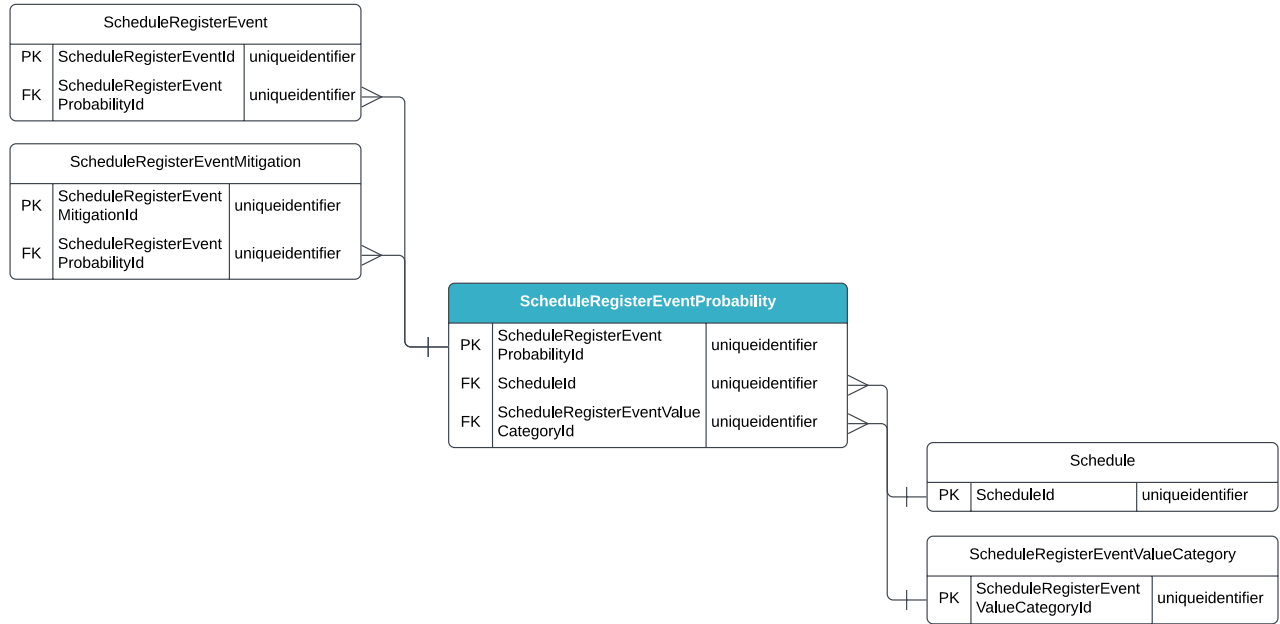 ScheduleRegisterEvent
PK ScheduleRegisterEventId uniqueidentifier
FK ScheduleRegisterEvent
ProbabilityId uniqueidentifier
ScheduleRegisterEventMitigation
PK ScheduleRegisterEvent
MitigationId uniqueidentifier
FK ScheduleRegisterEvent
ProbabilityId uniqueidentifier
ScheduleRegisterEventProbability
PK ScheduleRegisterEvent
ProbabilityId uniqueidentifier
FK ScheduleId uniqueidentifier
FK ScheduleRegisterEventValue
CategoryId uniqueidentifier
Schedule
PK ScheduleId uniqueidentifier
ScheduleRegisterEventValueCategory
PK ScheduleRegisterEvent
ValueCategoryId uniqueidentifier